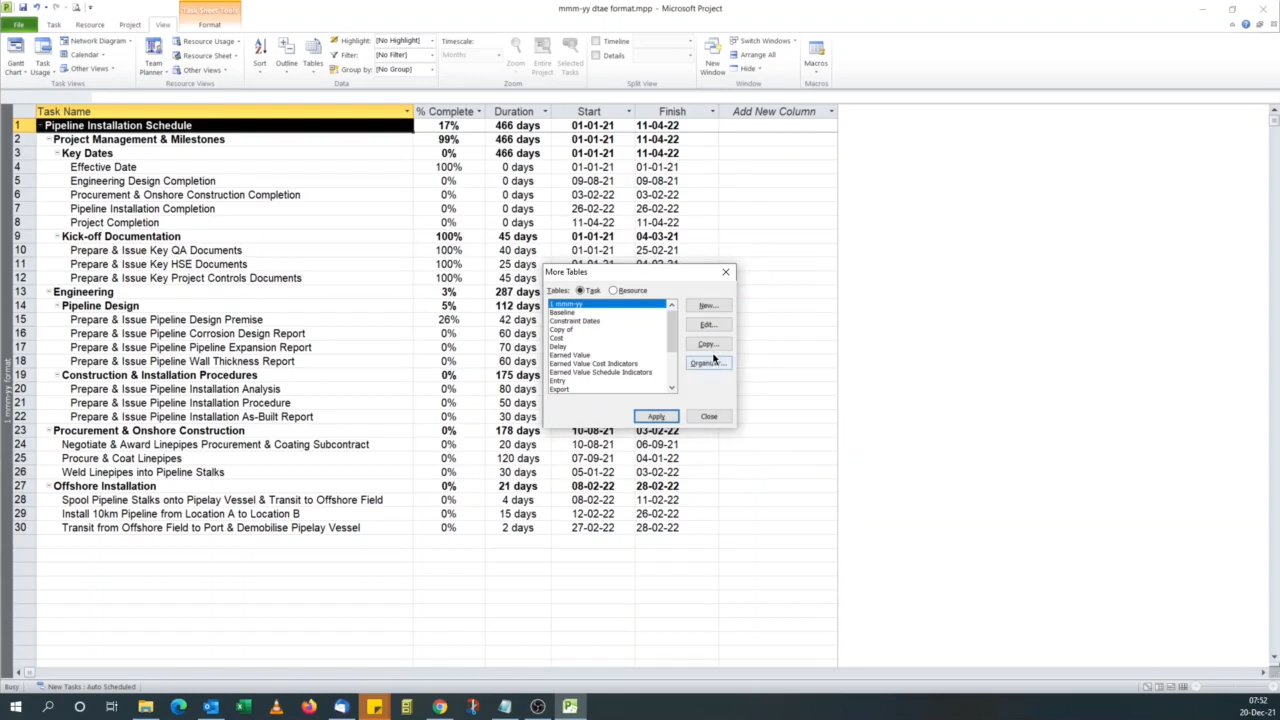 mmm-yy dtae format.mpp - Microsoft Project
Task Sheet Tools
File Task Resource Project View Format
Gantt Chart Task Usage Network Diagram Calendar Other Views Task Views
Team Planner Resource Usage Resource Sheet Other Views Resource Views
Sort Outline Tables Highlight: [No Highlight] Filter: [No Filter] Group by: [No Group] Data
Timescale: Months Zoom Entire Project Selected Tasks Zoom
Timeline Details Split View
New Window Switch Windows Arrange All Hide Window
Macros Macros
Task Name % Complete Duration Start Finish Add New Column
1 Pipeline Installation Schedule 17% 466 days 01-01-21 11-04-22
2 Project Management & Milestones 99% 466 days 01-01-21 11-04-22
3 Key Dates 0% 466 days 01-01-21 11-04-22
4 Effective Date 100% 0 days 01-01-21 01-01-21
5 Engineering Design Completion 0% 0 days 09-08-21 09-08-21
6 Procurement & Onshore Construction Completion 0% 0 days 03-02-22 03-02-22
7 Pipeline Installation Completion 0% 0 days 26-02-22 26-02-22
8 Project Completion 0% 0 days 11-04-22 11-04-22
9 Kick-off Documentation 100% 45 days 01-01-21 04-03-21
10 Prepare & Issue Key QA Documents 100% 40 days 01-01-21 25-02-21
11 Prepare & Issue Key HSE Documents 100% 25 days
12 Prepare & Issue Key Project Controls Documents 100% 45 days
13 Engineering 3% 287 days
14 Pipeline Design 5% 112 days
15 Prepare & Issue Pipeline Design Premise 26% 42 days
16 Prepare & Issue Pipeline Corrosion Design Report 0% 60 days
17 Prepare & Issue Pipeline Expansion Report 0% 70 days
18 Prepare & Issue Pipeline Wall Thickness Report 0% 60 days
19 Construction & Installation Procedures 0% 175 days
20 Prepare & Issue Pipeline Installation Analysis 0% 80 days
21 Prepare & Issue Pipeline Installation Procedure 0% 50 days
22 Prepare & Issue Pipeline Installation As-Built Report 0% 30 days
23 Procurement & Onshore Construction 0% 178 days 10-08-21 03-02-22
24 Negotiate & Award Linepipes Procurement & Coating Subcontract 0% 20 days 10-08-21 06-09-21
25 Procure & Coat Linepipes 0% 120 days 07-09-21 04-01-22
26 Weld Linepipes into Pipeline Stalks 0% 30 days 05-01-22 03-02-22
27 Offshore Installation 0% 21 days 08-02-22 28-02-22
28 Spool Pipeline Stalks onto Pipelay Vessel & Transit to Offshore Field 0% 4 days 08-02-22 11-02-22
29 Install 10km Pipeline from Location A to Location B 0% 15 days 12-02-22 26-02-22
30 Transit from Offshore Field to Port & Demobilise Pipelay Vessel 0% 2 days 27-02-22 28-02-22
1 mmm-yy format
More Tables
Tables: Task Resource
1 mmm-yy
Baseline
Constraint Dates
Copy of
Cost
Delay
Earned Value
Earned Value Cost Indicators
Earned Value Schedule Indicators
Entry
Export
New...
Edit...
Copy...
Apply Close
Busy New Tasks : Auto Scheduled
07:52
20-Dec-21